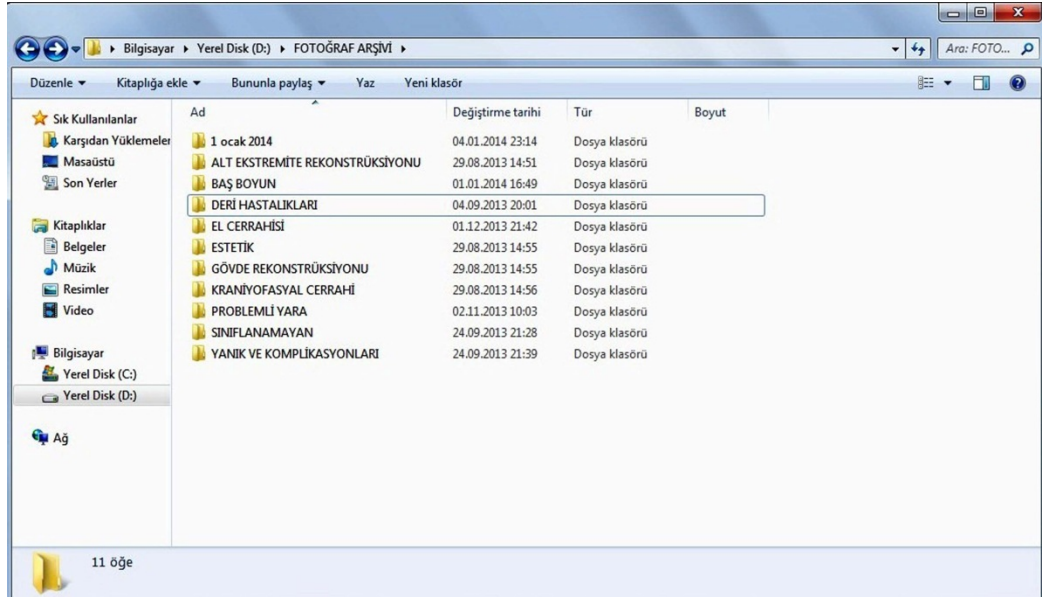 Bilgisayar Yerel Disk (D:) FOTOĞRAF ARŞİVİ
Ara: FOTO...
Düzenle Kitaplığa ekle Bununla paylaş Yaz Yeni klasör
Sık Kullanılanlar
Karşıdan Yüklemeler
Masaüstü
Son Yerler
Kitaplıklar
Belgeler
Müzik
Resimler
Video
Bilgisayar
Yerel Disk (C:)
Yerel Disk (D:)
Ağ
Ad Değiştirme tarihi Tür Boyut
1 ocak 2014 04.01.2014 23:14 Dosya klasörü
ALT EKSTREMİTE REKONSTRÜKSİYONU 29.08.2013 14:51 Dosya klasörü
BAŞ BOYUN 01.01.2014 16:49 Dosya klasörü
DERİ HASTALIKLARI 04.09.2013 20:01 Dosya klasörü
EL CERRAHİSİ 01.12.2013 21:42 Dosya klasörü
ESTETİK 29.08.2013 14:55 Dosya klasörü
GÖVDE REKONSTRÜKSİYONU 29.08.2013 14:55 Dosya klasörü
KRANİYOFASYAL CERRAHİ 29.08.2013 14:56 Dosya klasörü
PROBLEMLİ YARA 02.11.2013 10:03 Dosya klasörü
SINIFLANAMAYAN 24.09.2013 21:28 Dosya klasörü
YANIK VE KOMPLİKASYONLARI 24.09.2013 21:39 Dosya klasörü
11 öğe